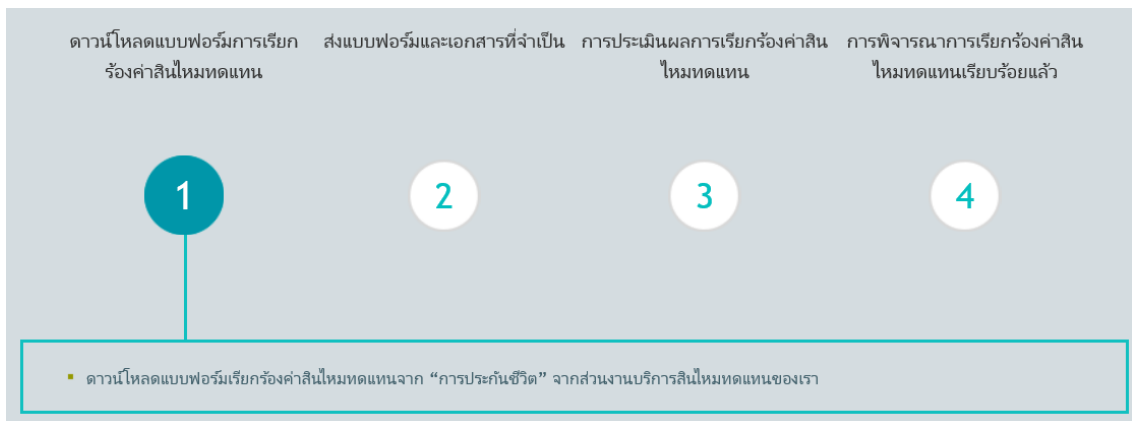 ดาวน์โหลดแบบฟอร์มการเรียก
ร้องค่าสินไหมทดแทน
ส่งแบบฟอร์มและเอกสารที่จำเป็น
การประเมินผลการเรียกร้องค่าสิน
ไหมทดแทน
การพิจารณาการเรียกร้องค่าสิน
ไหมทดแทนเรียบร้อยแล้ว
1
2
3
4
ดาวน์โหลดแบบฟอร์มเรียกร้องค่าสินไหมทดแทนจาก “การประกันชีวิต” จากส่วนงานบริการสินไหมทดแทนของเรา